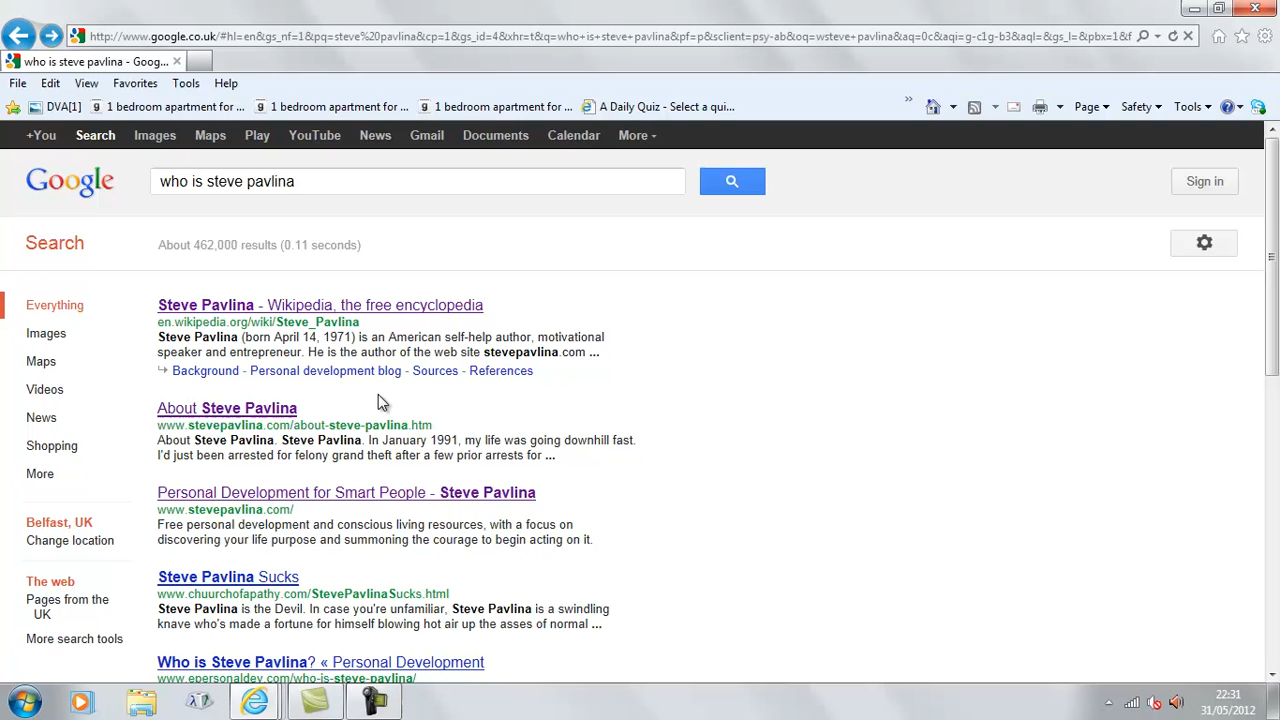 http://www.google.co.uk/#hl=en&gs_nf=1&pq=steve%20pavlina&cp=1&gs_id=4&xhr=t&q=who+is+steve+pavlina&pf=p&sclient=psy-ab&oq=wsteve+pavlina&aq=0c&aqi=g-c1g-b3&aql=&gs_l=&pbx=1&f
who is steve pavlina - Goog...
File Edit View Favorites Tools Help
DVA[1] 1 bedroom apartment for ... 1 bedroom apartment for ... 1 bedroom apartment for ... A Daily Quiz - Select a qui... » Page Safety Tools
+You Search Images Maps Play YouTube News Gmail Documents Calendar More
Google who is steve pavlina Sign in
Search About 462,000 results (0.11 seconds)
Everything
Images
Maps
Videos
News
Shopping
More
Belfast, UK
Change location
The web
Pages from the
UK
More search tools
Steve Pavlina - Wikipedia, the free encyclopedia
en.wikipedia.org/wiki/Steve_Pavlina
Steve Pavlina (born April 14, 1971) is an American self-help author, motivational
speaker and entrepreneur. He is the author of the web site stevepavlina.com ...
Background - Personal development blog - Sources - References
About Steve Pavlina
www.stevepavlina.com/about-steve-pavlina.htm
About Steve Pavlina. Steve Pavlina. In January 1991, my life was going downhill fast.
I'd just been arrested for felony grand theft after a few prior arrests for ...
Personal Development for Smart People - Steve Pavlina
www.stevepavlina.com/
Free personal development and conscious living resources, with a focus on
discovering your life purpose and summoning the courage to begin acting on it.
Steve Pavlina Sucks
www.chuurchofapathy.com/StevePavlinaSucks.html
Steve Pavlina is the Devil. In case you're unfamiliar, Steve Pavlina is a swindling
knave who's made a fortune for himself blowing hot air up the asses of normal ...
Who is Steve Pavlina? « Personal Development
www.epersonaldev.com/who-is-steve-pavlina/
22:31
31/05/2012